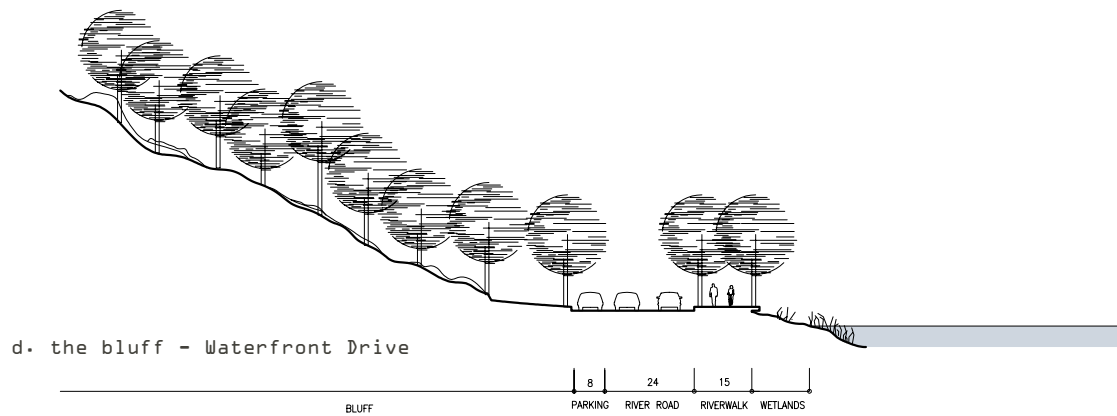 d. the bluff - Waterfront Drive
8 24 15
BLUFF PARKING RIVER ROAD RIVERWALK WETLANDS